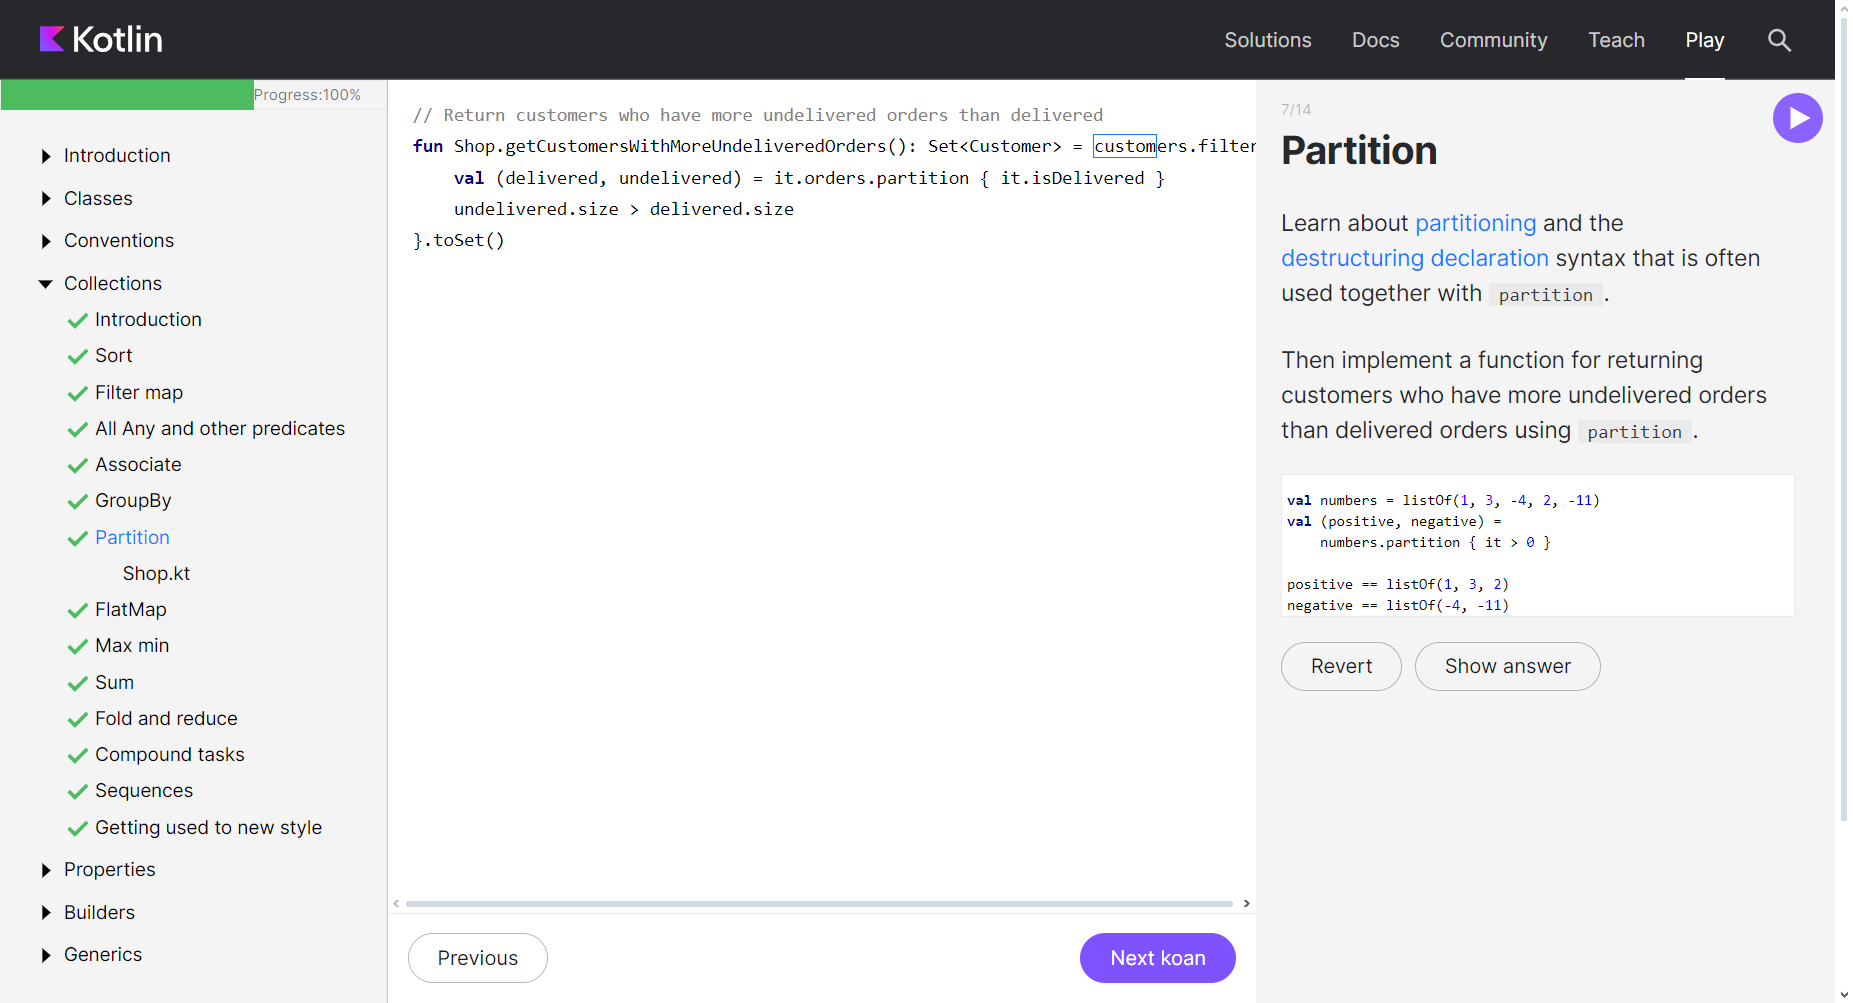 Kotlin
Solutions
Docs
Community
Teach
Play
Progress:100%
Introduction
Classes
Conventions
Collections
Introduction
Sort
Filter map
All Any and other predicates
Associate
GroupBy
Partition
Shop.kt
FlatMap
Max min
Sum
Fold and reduce
Compound tasks
Sequences
Getting used to new style
Properties
Builders
Generics
// Return customers who have more undelivered orders than delivered
fun Shop.getCustomersWithMoreUndeliveredOrders(): Set<Customer> = customers.filter
    val (delivered, undelivered) = it.orders.partition { it.isDelivered }
    undelivered.size > delivered.size
}.toSet()
Previous
Next koan
7/14
Partition
Learn about partitioning and the
destructuring declaration syntax that is often
used together with partition .
Then implement a function for returning
customers who have more undelivered orders
than delivered orders using partition .
val numbers = listOf(1, 3, -4, 2, -11)
val (positive, negative) =
    numbers.partition { it > 0 }
positive == listOf(1, 3, 2)
negative == listOf(-4, -11)
Revert
Show answer